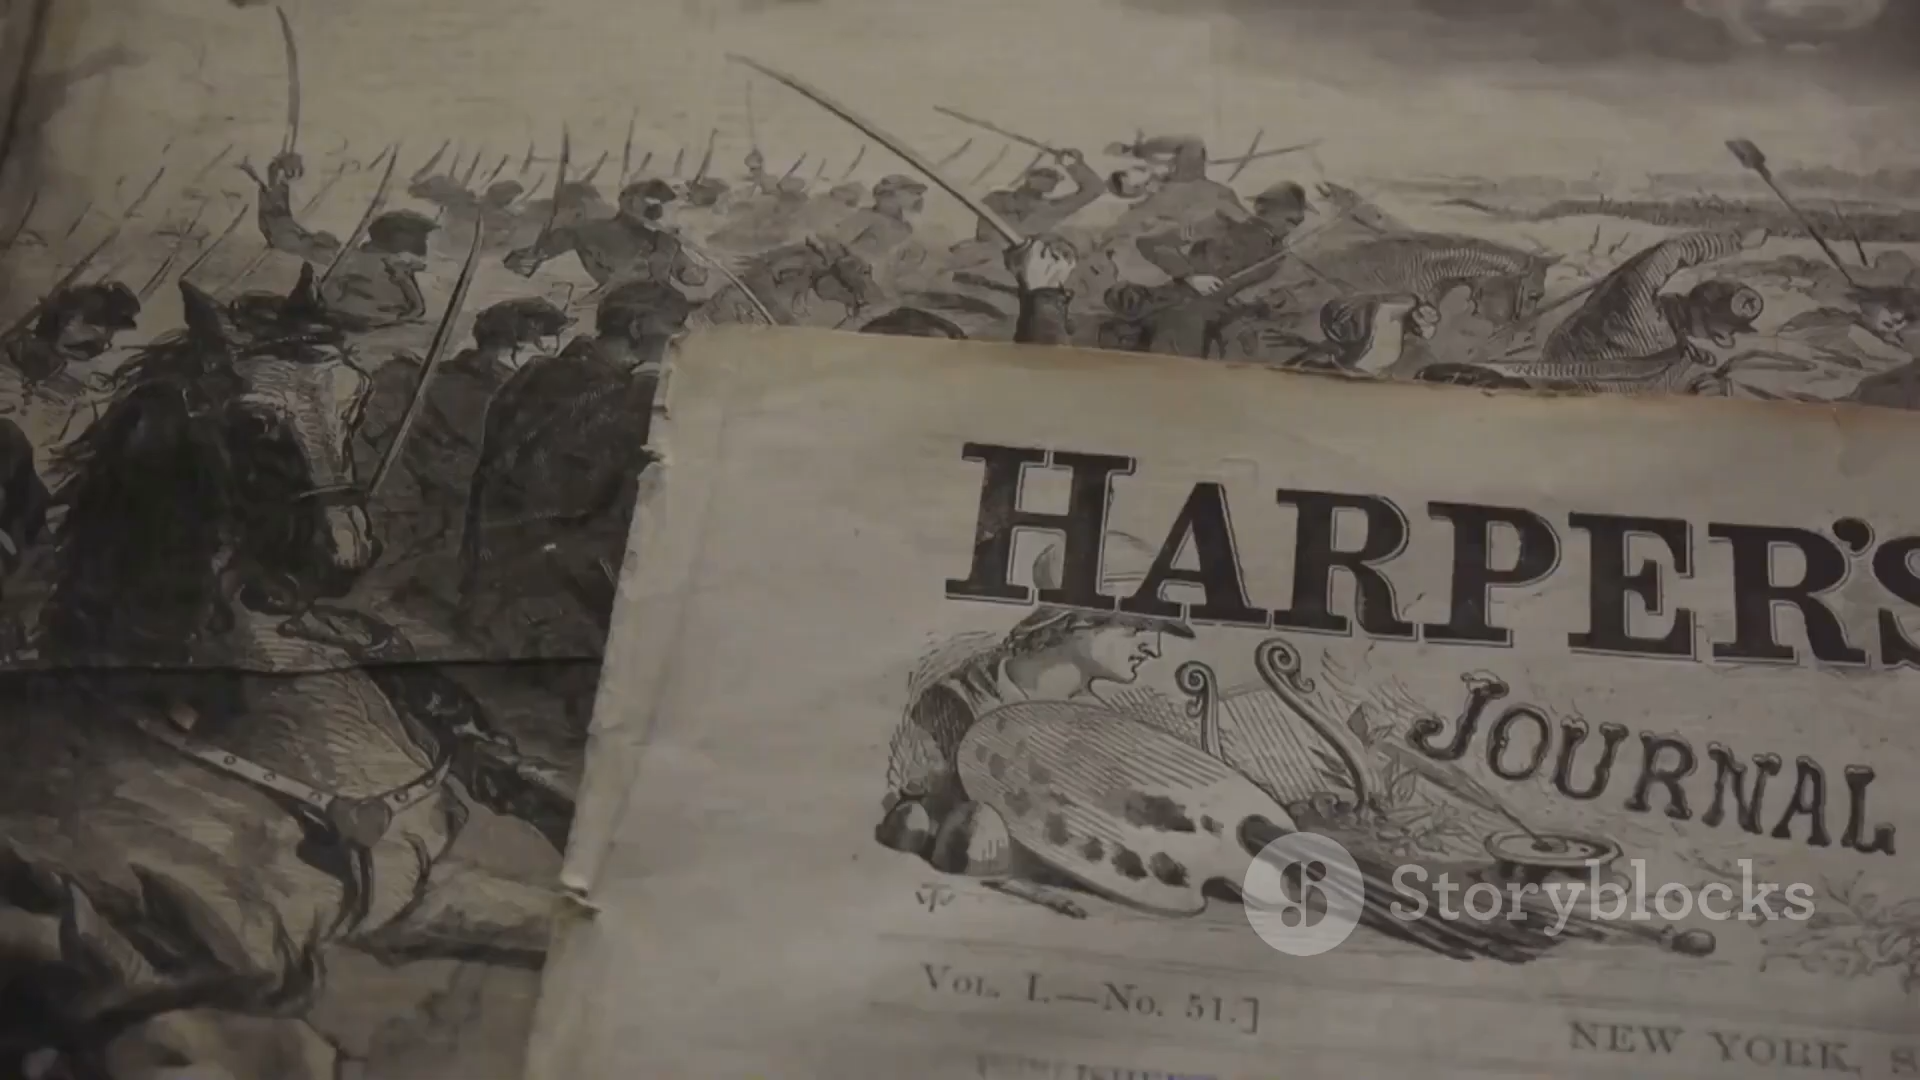 HARPER'S
JOURNAL
Storyblocks
Vol. I.—No. 51.]
NEW YORK, S